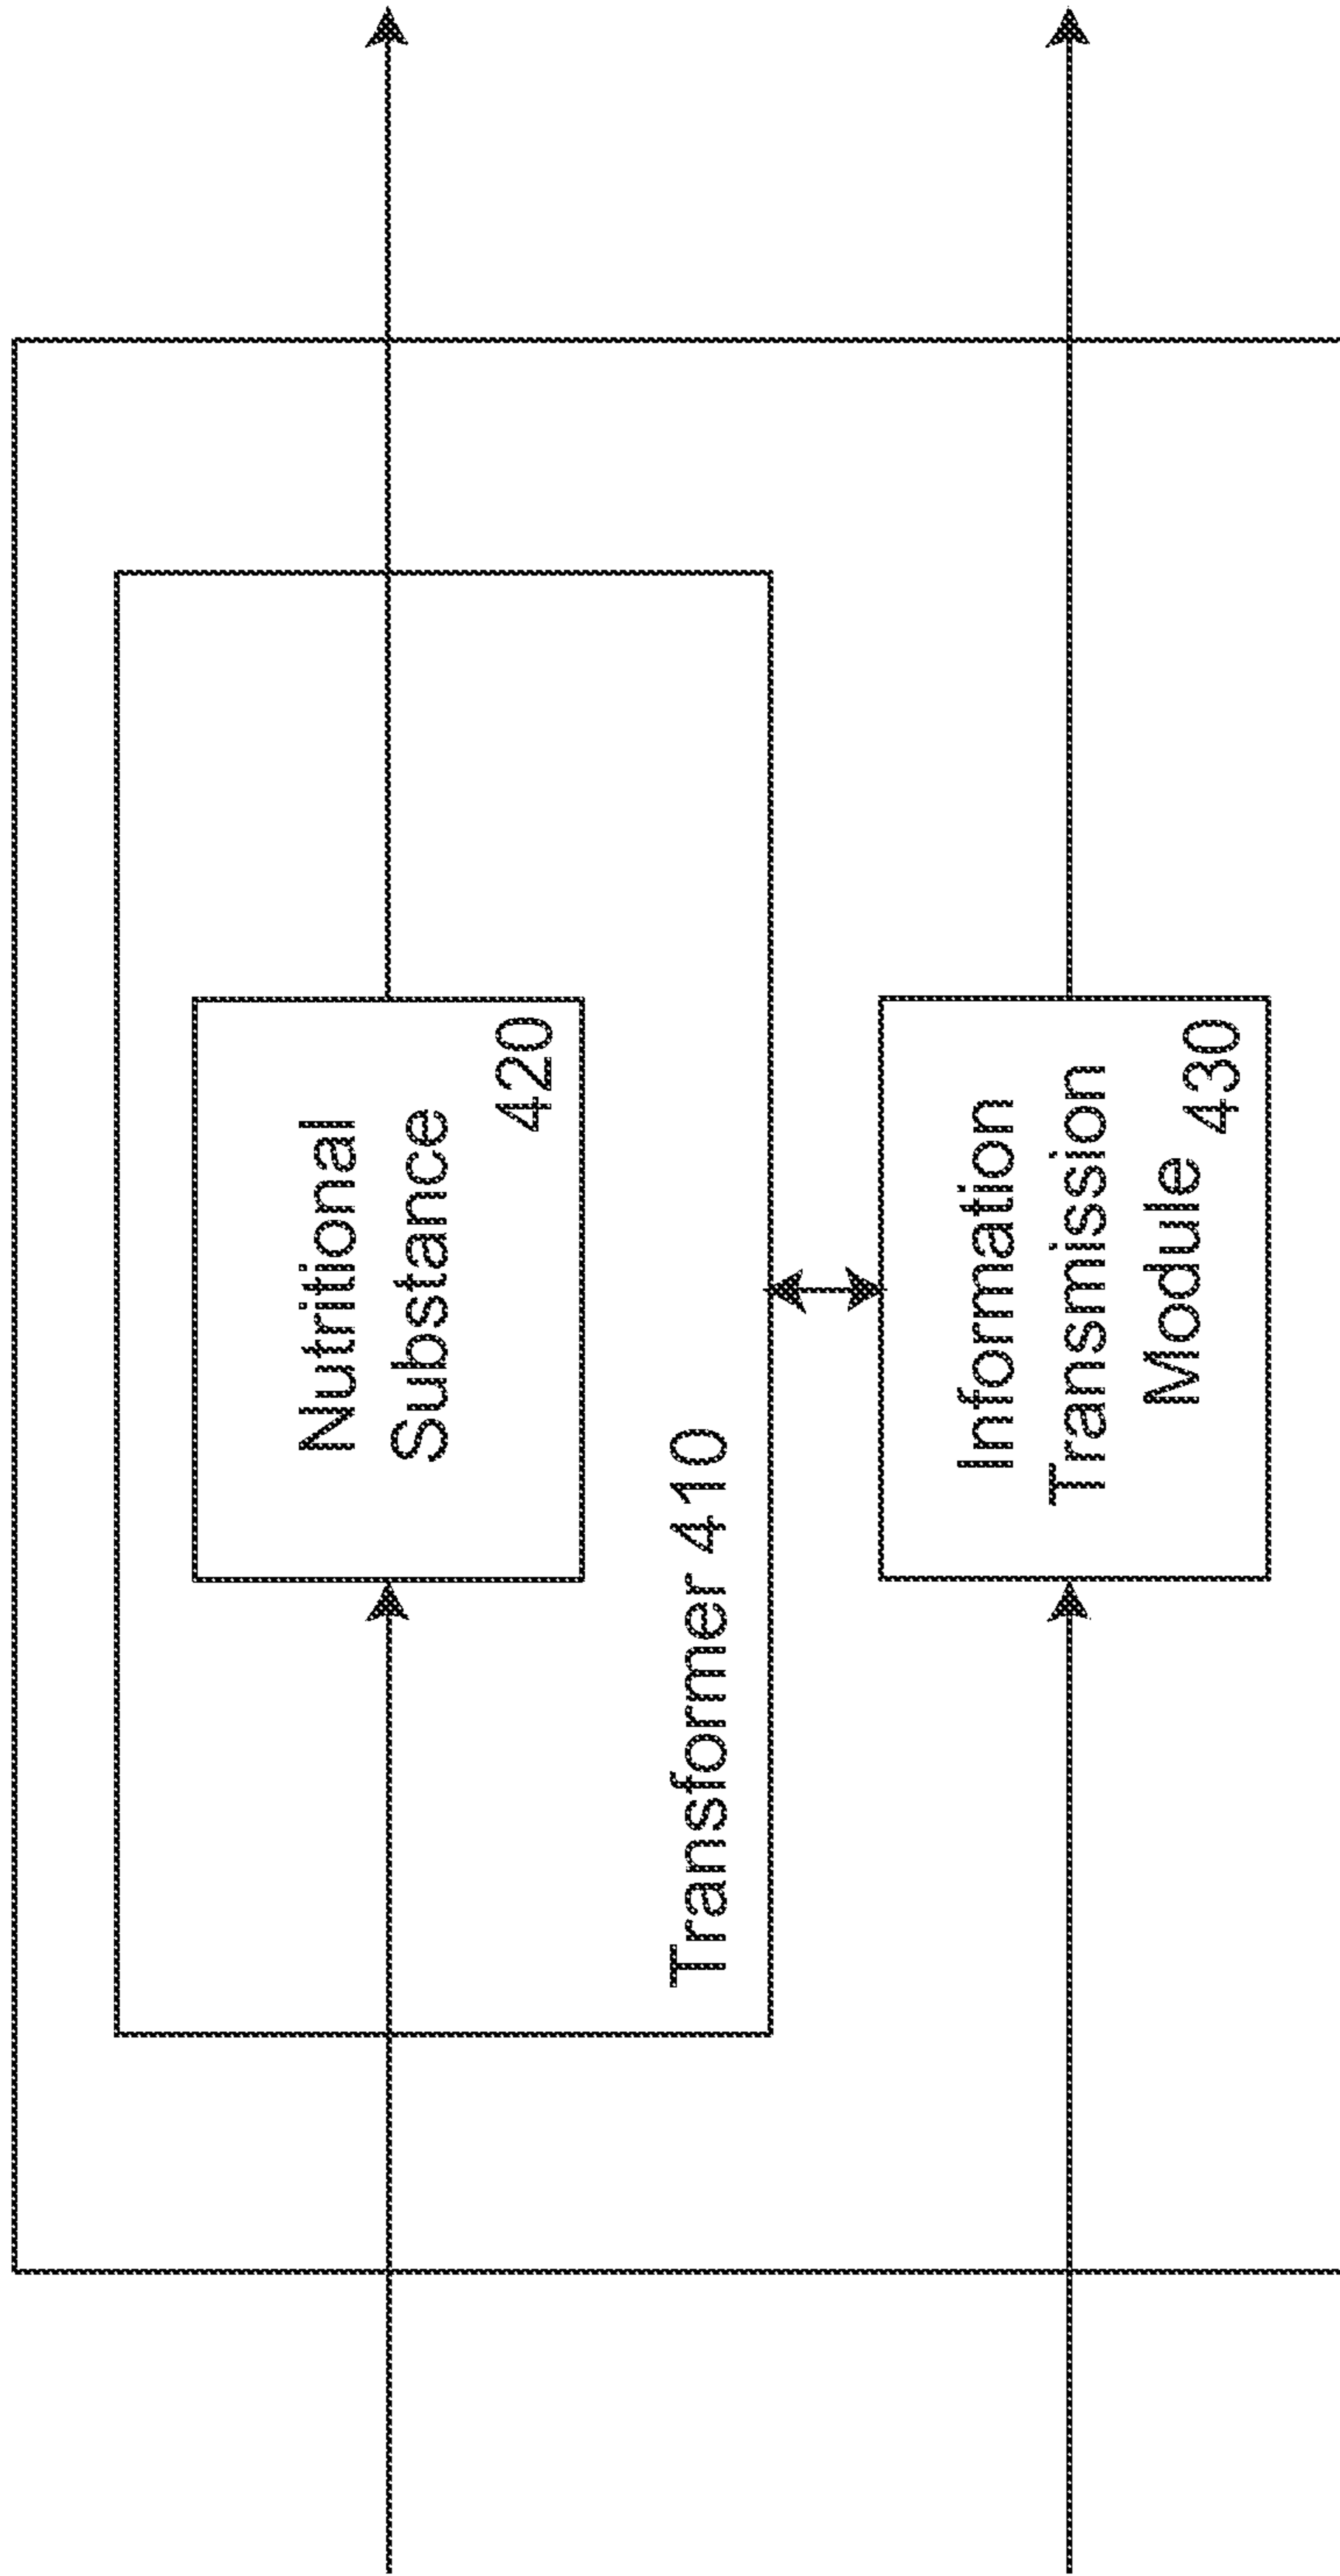 Nutritional
Substance
420
Transformer 410
Information
Transmission
Module 430